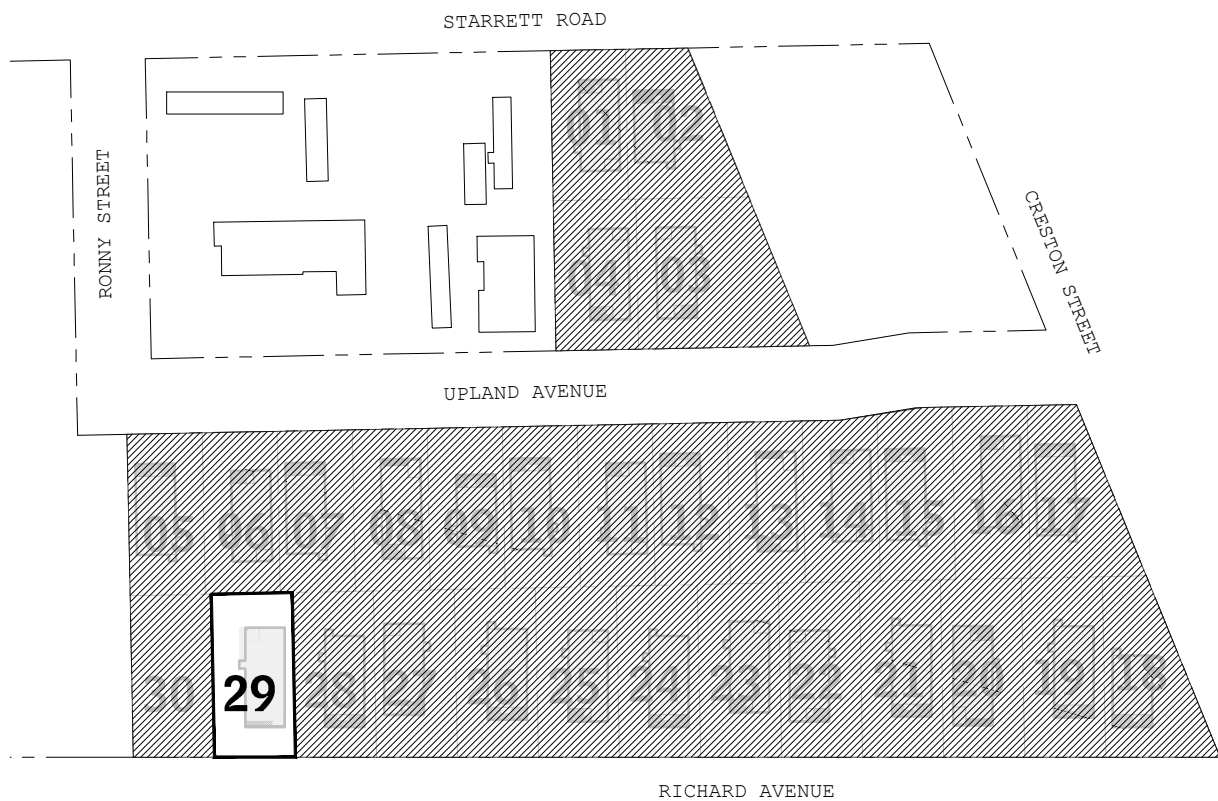 STARRETT ROAD
01 02
RONNY STREET
CRESTON STREET
04 03
UPLAND AVENUE
05 06 07 08 09 10 11 12 13 14 15 16 17
30 29 28 27 26 25 24 23 22 21 20 19 18
RICHARD AVENUE